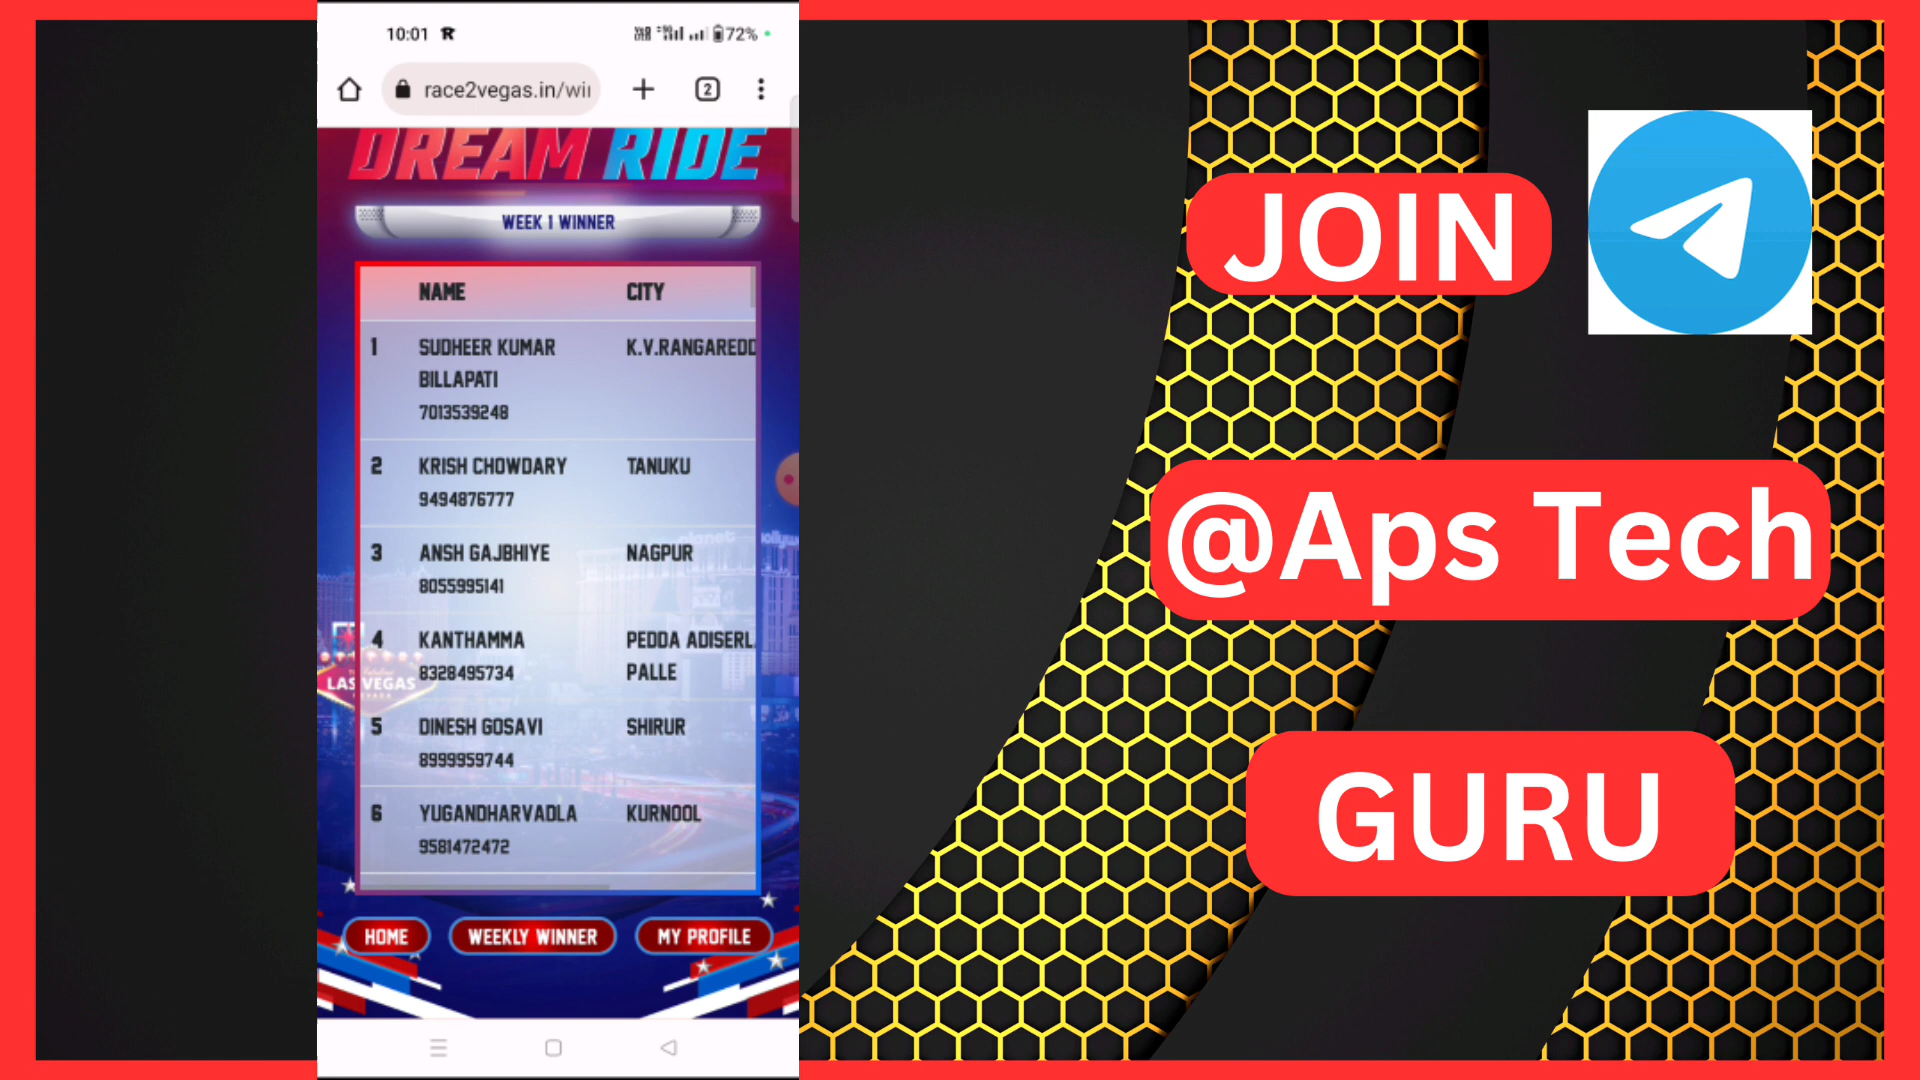 10:01
72%
race2vegas.in/wi
2
DREAM RIDE
WEEK 1 WINNER
NAME CITY
1 SUDHEER KUMAR K.V.RANGAREDD
BILLAPATI
7013539248
2 KRISH CHOWDARY TANUKU
9494876777
3 ANSH GAJBHIYE NAGPUR
8055995141
4 KANTHAMMA PEDDA ADISERL
8328495734 PALLE
LAS VEGAS
5 DINESH GOSAVI SHIRUR
8999959744
6 YUGANDHARVADLA KURNOOL
9581472472
HOME WEEKLY WINNER MY PROFILE
JOIN
@Aps Tech
GURU